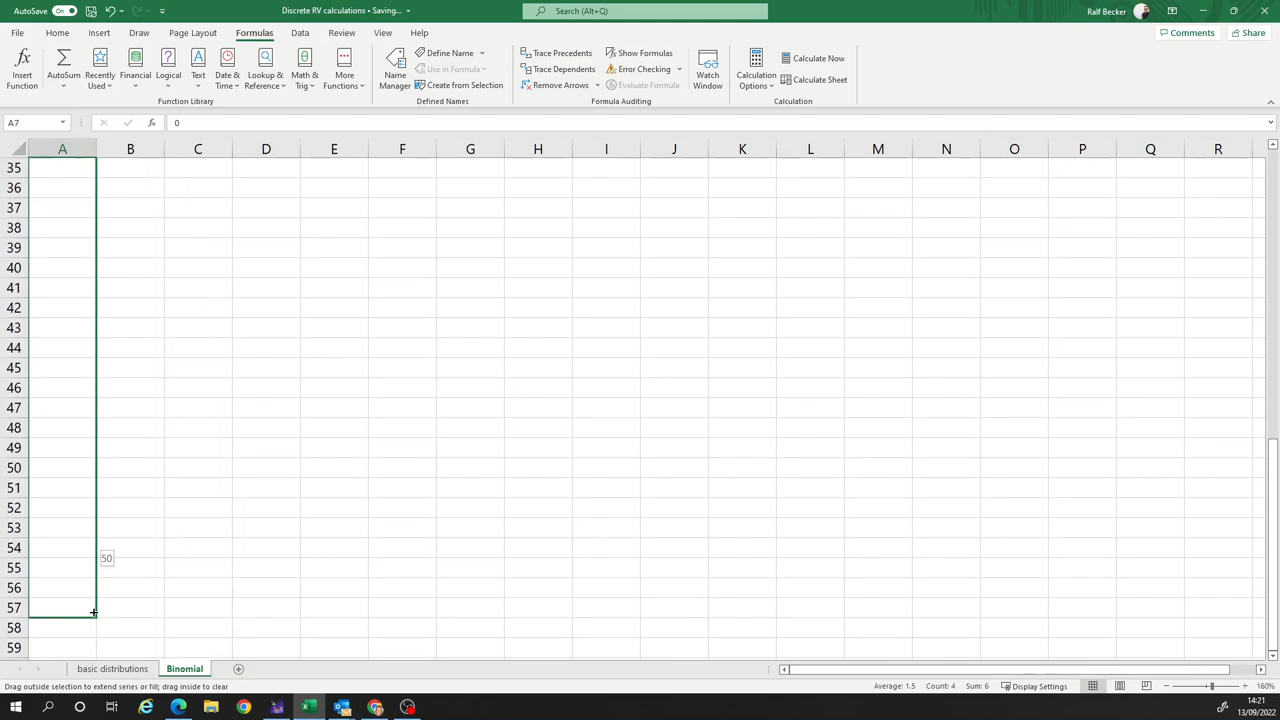 AutoSave On Discrete RV calculations • Saving... Search (Alt+Q) Ralf Becker
File Home Insert Draw Page Layout Formulas Data Review View Help Comments Share
Insert Function
AutoSum
Recently Used
Financial
Logical
Text
Date & Time
Lookup & Reference
Math & Trig
More Functions
Function Library
Name Manager
Define Name
Use in Formula
Create from Selection
Defined Names
Trace Precedents
Trace Dependents
Remove Arrows
Show Formulas
Error Checking
Evaluate Formula
Formula Auditing
Watch Window
Calculation Options
Calculate Now
Calculate Sheet
Calculation
A7 fx 0
A B C D E F G H I J K L M N O P Q R
35
36
37
38
39
40
41
42
43
44
45
46
47
48
49
50
51
52
53
54
50
55
56
57
58
59
basic distributions Binomial
Drag outside selection to extend series or fill; drag inside to clear Average: 1.5 Count: 4 Sum: 6 Display Settings 160%
14:21
13/09/2022